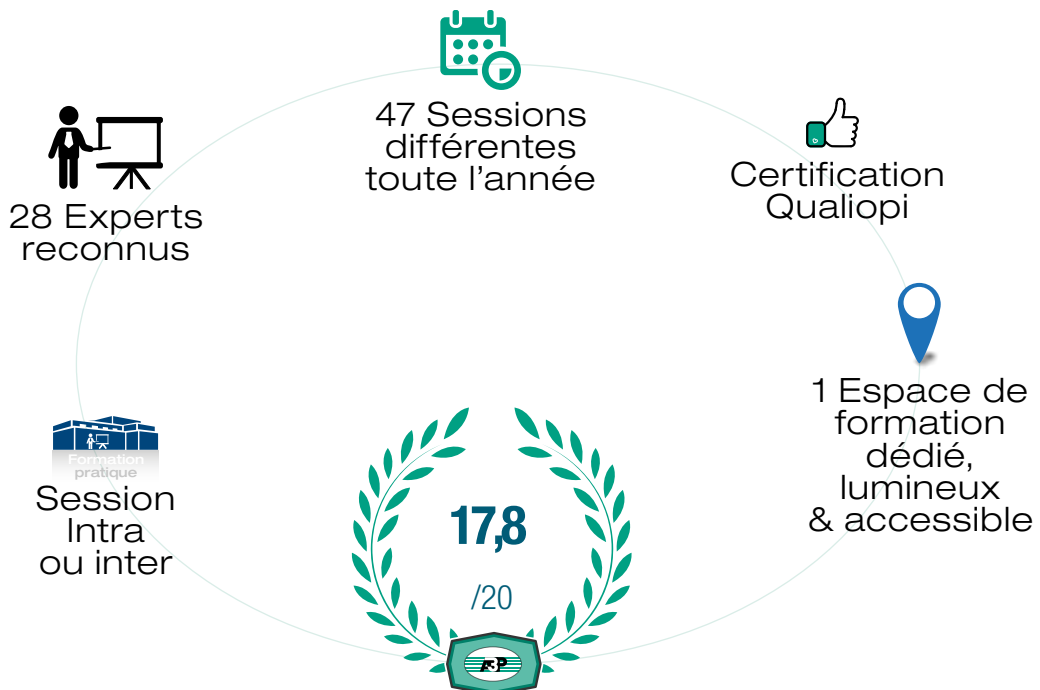 47 Sessions
différentes
toute l’année
Certification
Qualiopi
28 Experts
reconnus
1 Espace de
formation
dédié,
lumineux
& accessible
Formation
pratique
Session
Intra
ou inter
17,8
/20
A3P